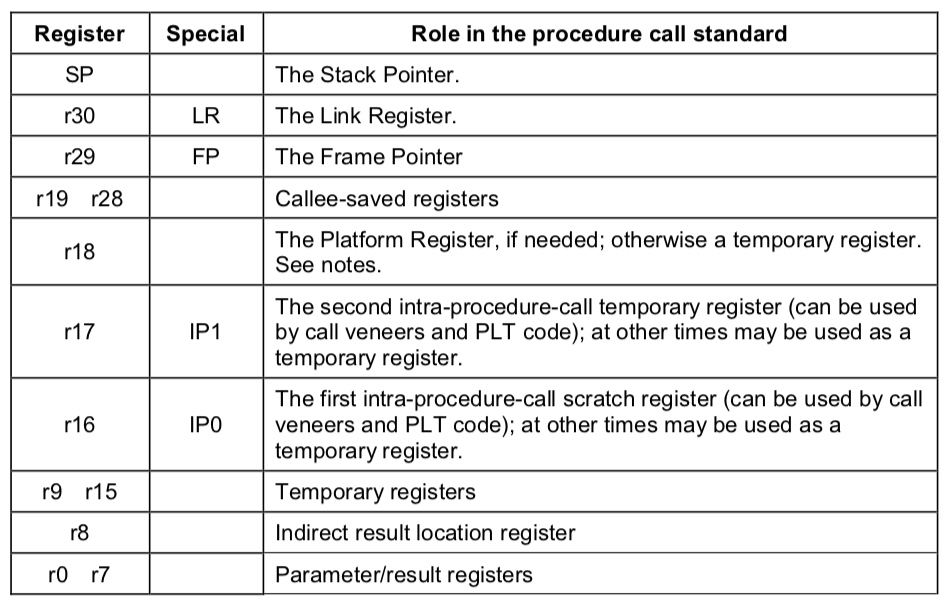 Register Special Role in the procedure call standard
SP The Stack Pointer.
r30 LR The Link Register.
r29 FP The Frame Pointer
r19 r28 Callee-saved registers
r18 The Platform Register, if needed; otherwise a temporary register.
See notes.
r17 IP1 The second intra-procedure-call temporary register (can be used
by call veneers and PLT code); at other times may be used as a
temporary register.
r16 IP0 The first intra-procedure-call scratch register (can be used by call
veneers and PLT code); at other times may be used as a
temporary register.
r9 r15 Temporary registers
r8 Indirect result location register
r0 r7 Parameter/result registers